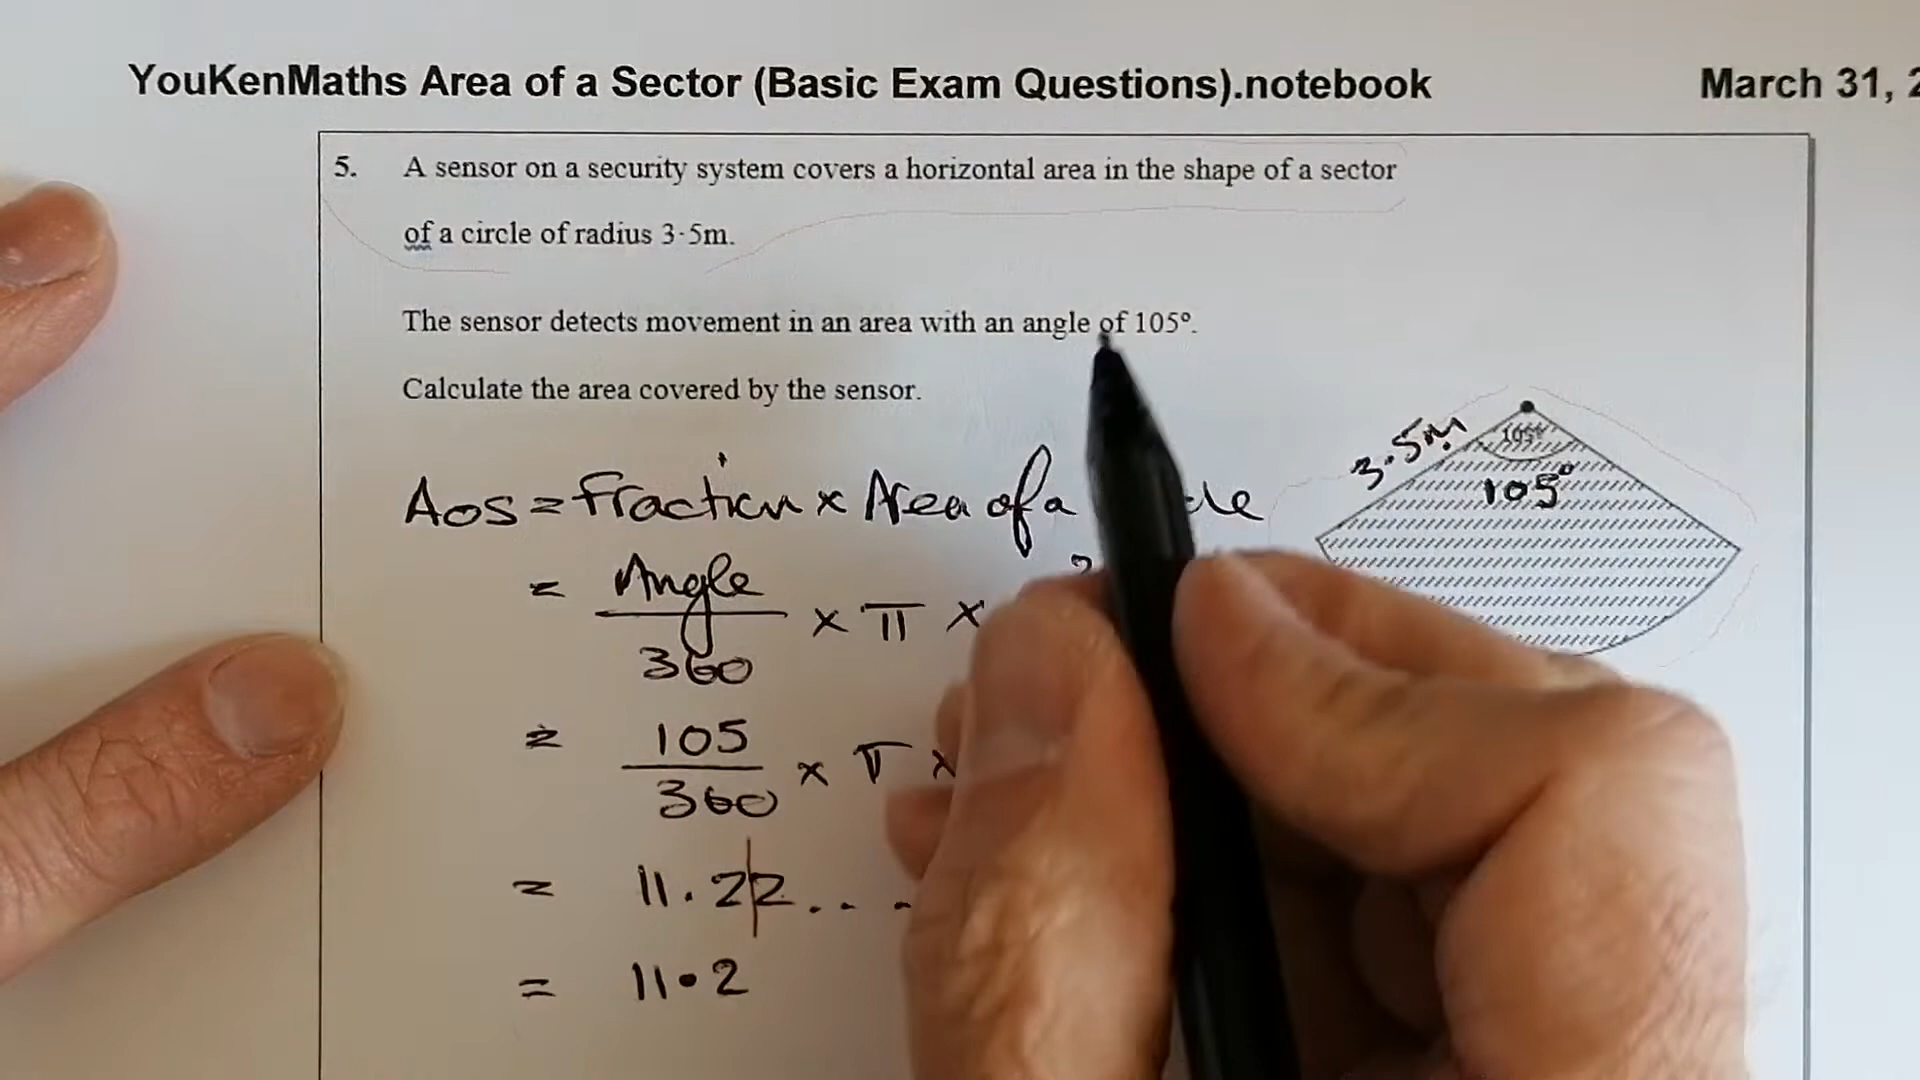 YouKenMaths Area of a Sector (Basic Exam Questions).notebook
March 31,
5. A sensor on a security system covers a horizontal area in the shape of a sector
of a circle of radius 3·5m.
The sensor detects movement in an area with an angle of 105º.
Calculate the area covered by the sensor.
3.5m
105°
105°
AOS = Fraction × Area of a
= Angle
360 × π ×
= 105
360 × π ×
= 11.22...
= 11.2